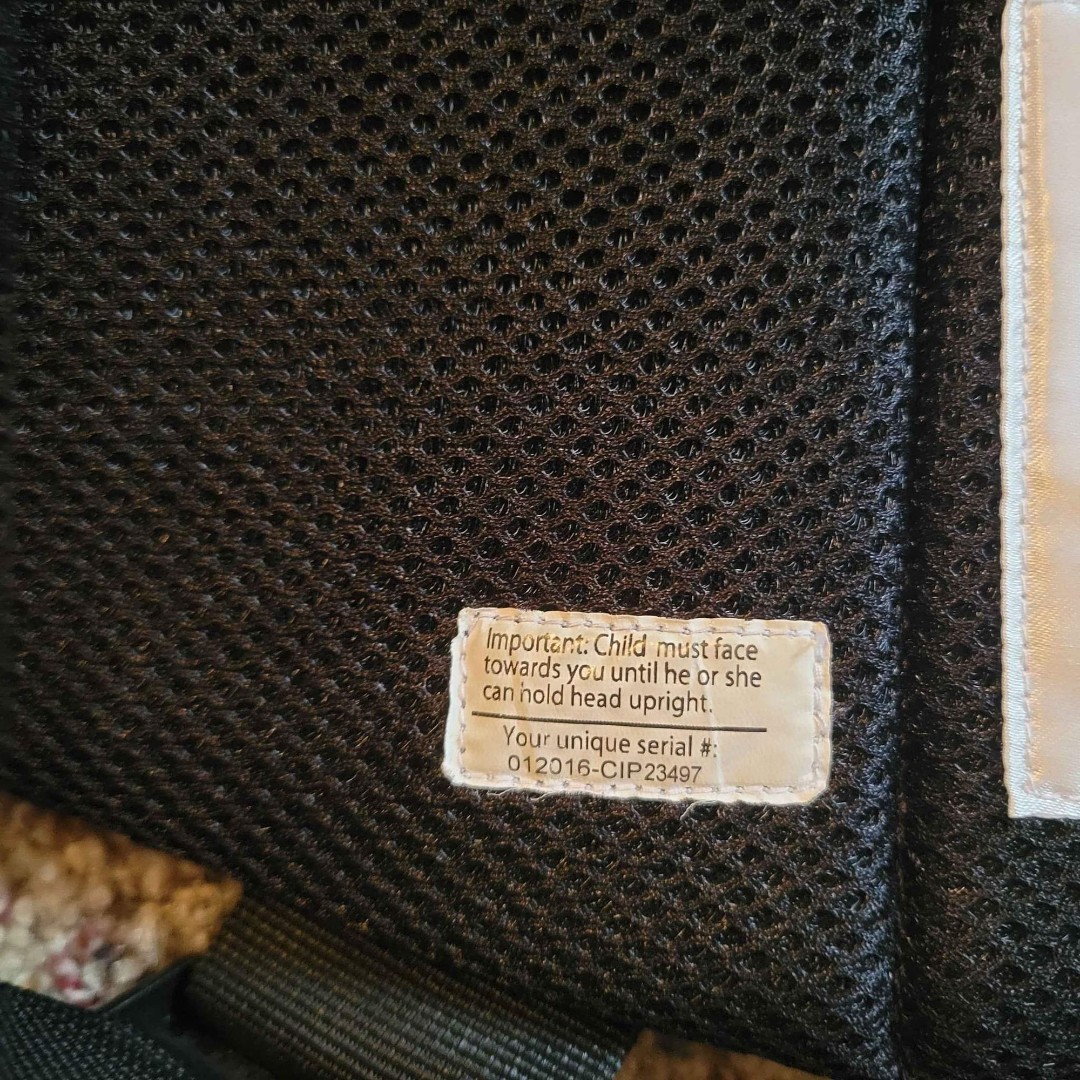 Important: Child must face
towards you until he or she
can hold head upright.
Your unique serial #:
012016-CIP23497